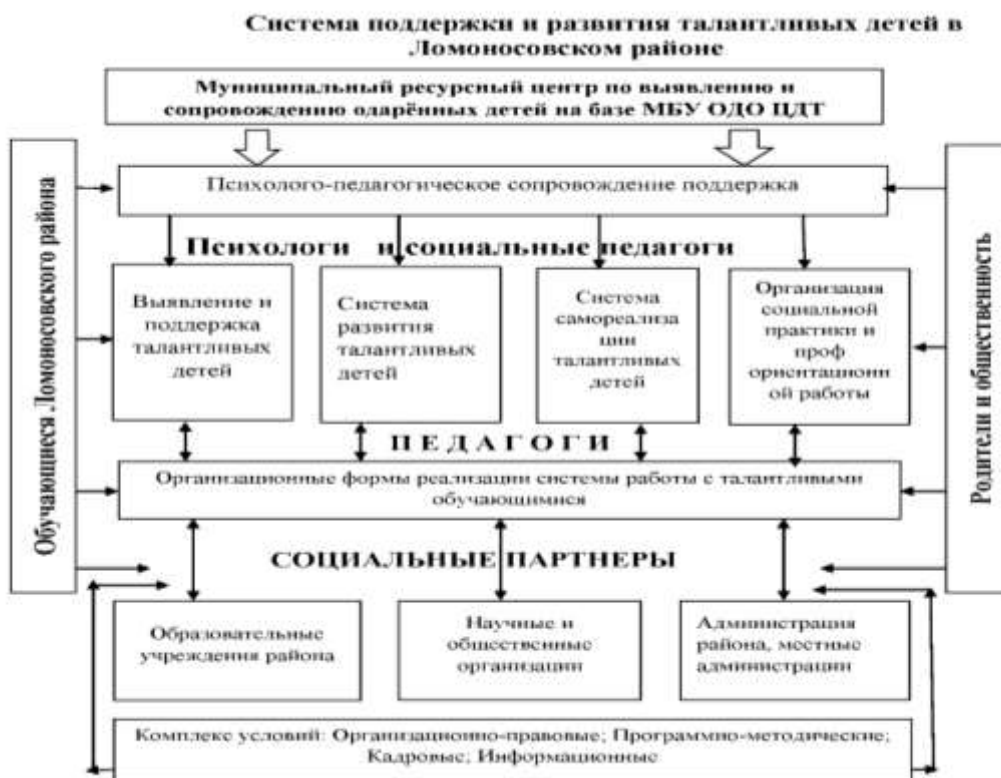 Система поддержки и развития талантливых детей в
Ломоносовском районе
Муниципальный ресурсный центр по выявлению и
сопровождению одарённых детей на базе МБУ ОДО ЦДТ
Обучающиеся Ломоносовского района
Родители и общественность
Психолого-педагогическое сопровождение поддержка
Психологи и социальные педагоги
Выявление и
поддержка
талантливых
детей
Система
развития
талантливых
детей
Система
самореализа
ции
талантливых
детей
Организация
социальной
практики и
проф
ориентационн
ой работы
ПЕДАГОГИ
Организационные формы реализации системы работы с талантливыми
обучающимися
СОЦИАЛЬНЫЕ ПАРТНЕРЫ
Образовательные
учреждения района
Научные и
общественные
организации
Администрация
района, местные
администрации
Комплекс условий: Организационно-правовые; Программно-методические;
Кадровые; Информационные